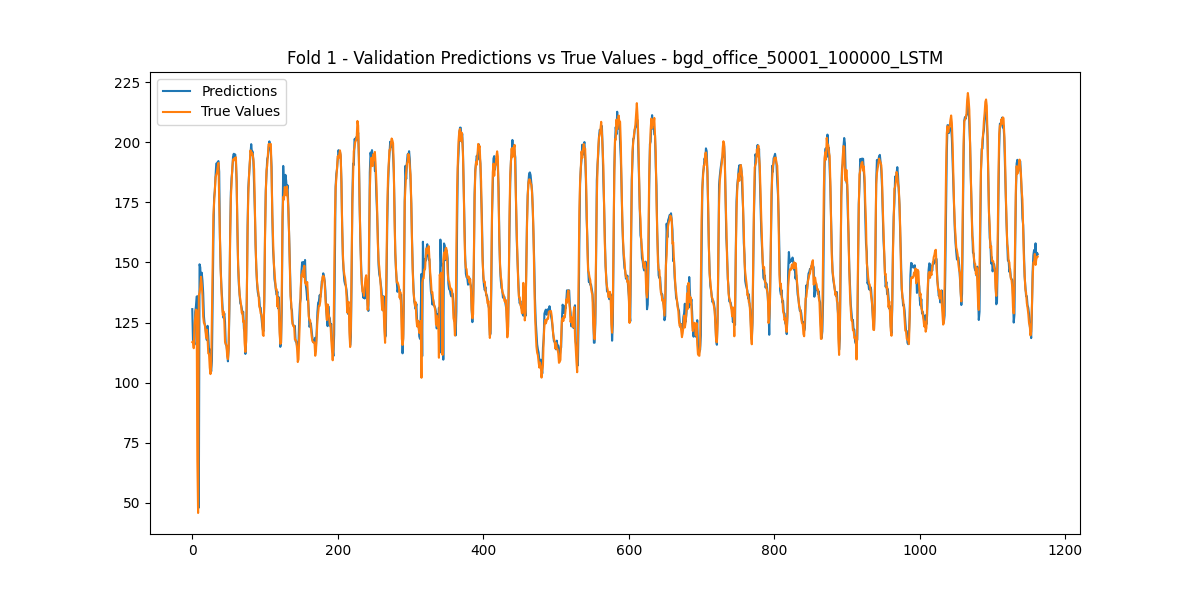 Fold 1 - Validation Predictions vs True Values - bgd_office_50001_100000_LSTM
Predictions
True Values
225
200
175
150
125
100
75
50
0 200 400 600 800 1000 1200